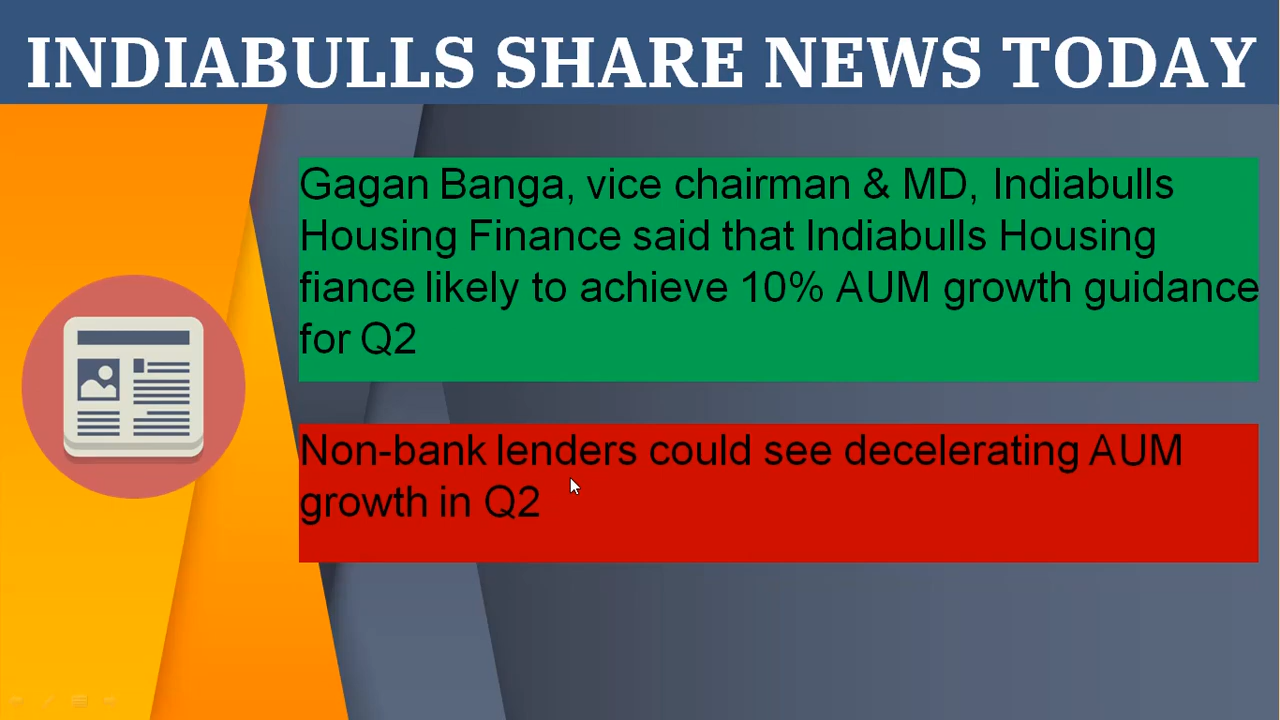 INDIABULLS SHARE NEWS TODAY
Gagan Banga, vice chairman & MD, Indiabulls
Housing Finance said that Indiabulls Housing
fiance likely to achieve 10% AUM growth guidance
for Q2
Non-bank lenders could see decelerating AUM
growth in Q2